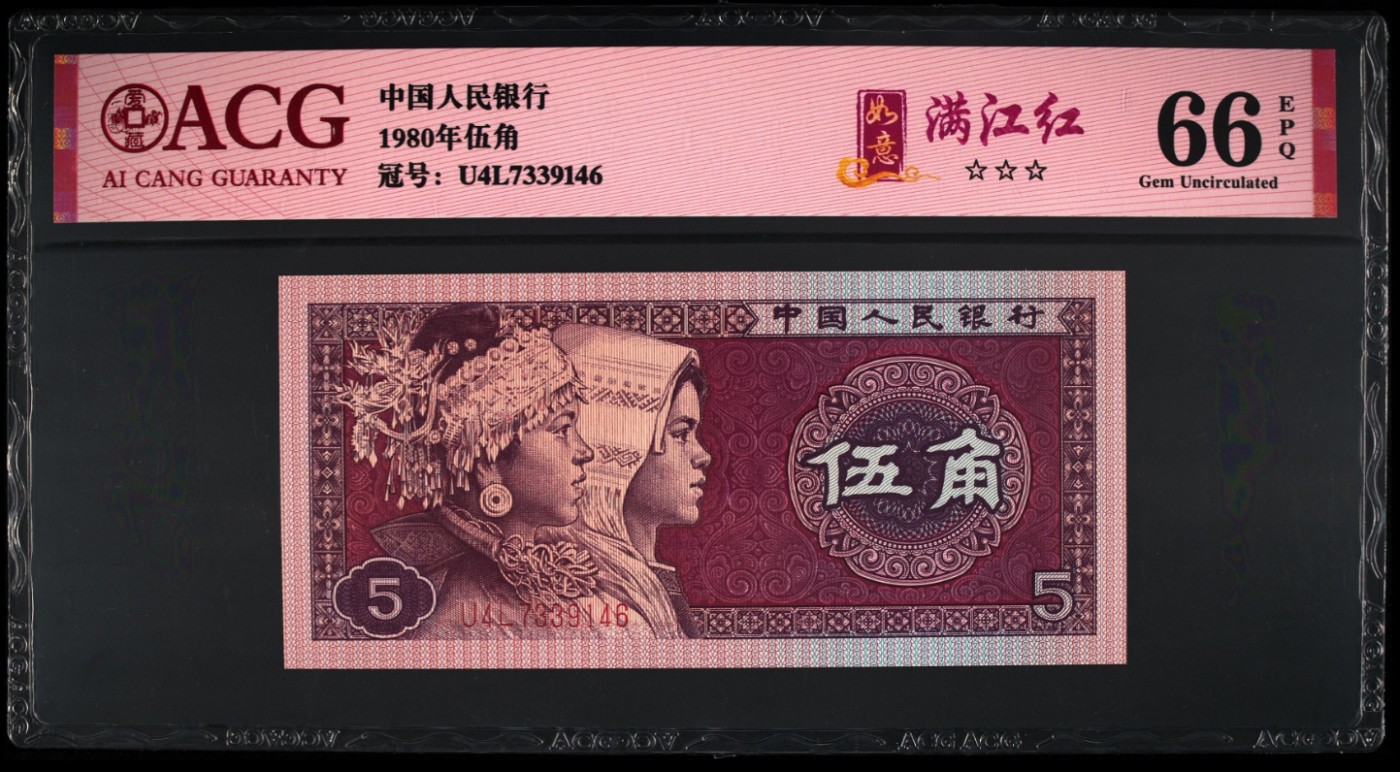 ACG
AI CANG GUARANTY
中国人民银行
1980年伍角
冠号：U4L7339146
如意
满江红
☆☆☆
66
EPQ
Gem Uncirculated
中国人民银行
伍角
5
U4L7339146
5